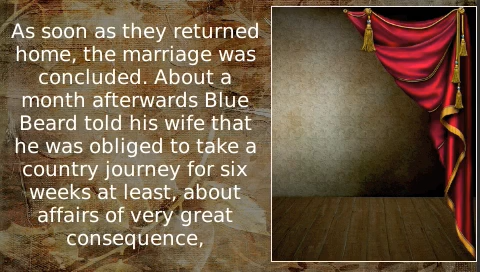 As soon as they returned
home, the marriage was
concluded. About a
month afterwards Blue
Beard told his wife that
he was obliged to take a
country journey for six
weeks at least, about
affairs of very great
consequence,